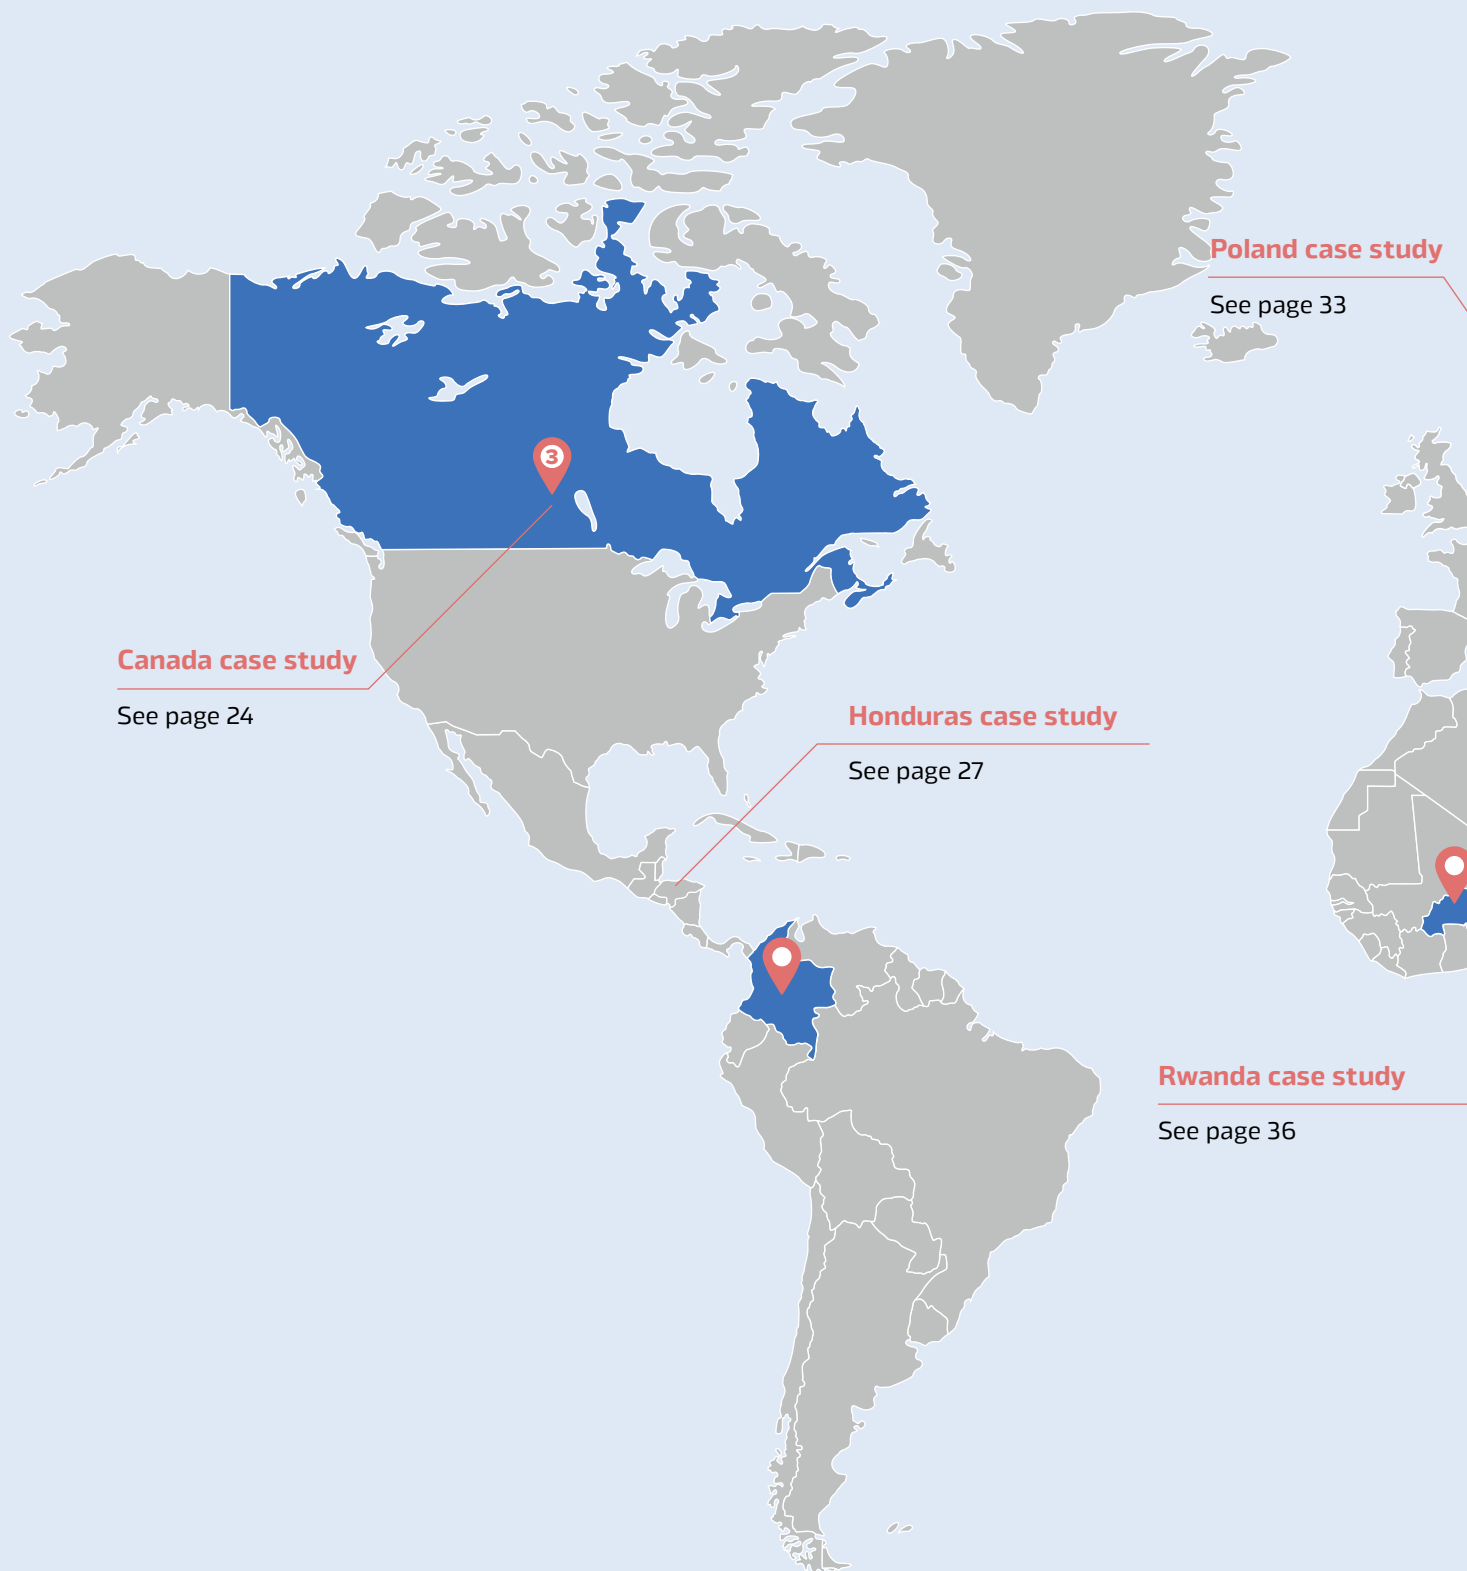 Poland case study
See page 33
3
Canada case study
See page 24
Honduras case study
See page 27
Rwanda case study
See page 36